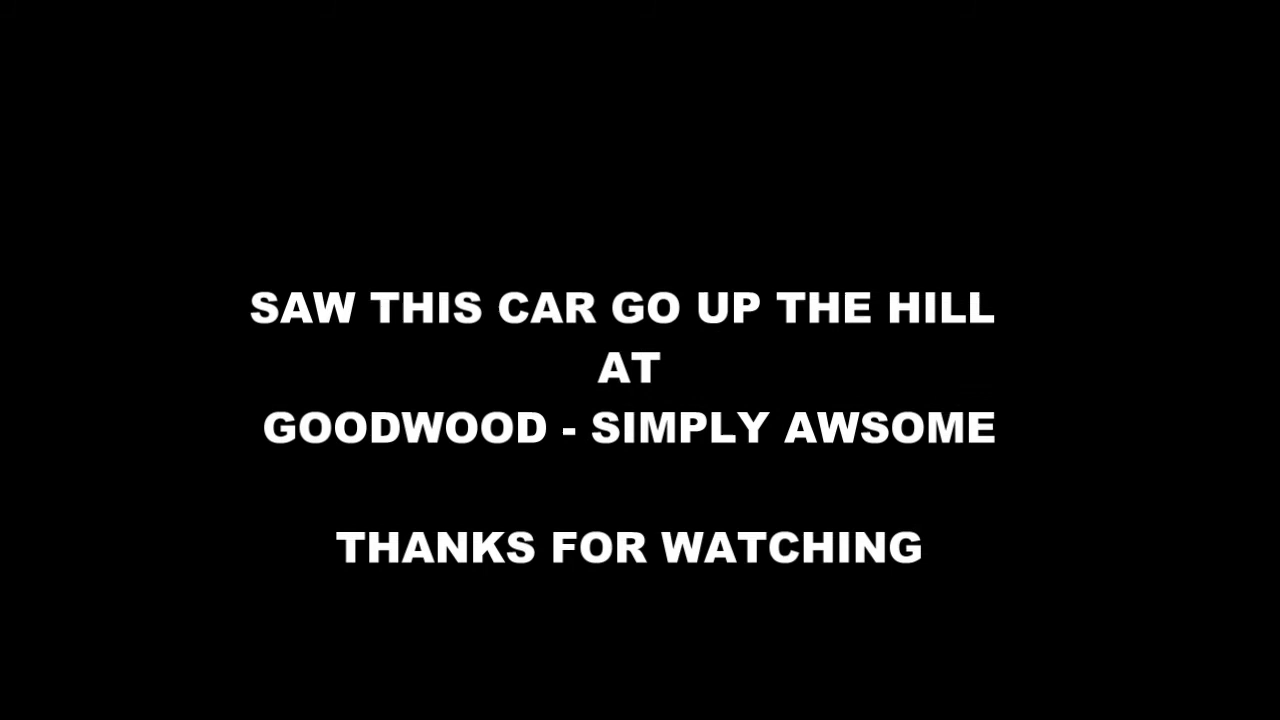 SAW THIS CAR GO UP THE HILL
AT
GOODWOOD - SIMPLY AWSOME
THANKS FOR WATCHING